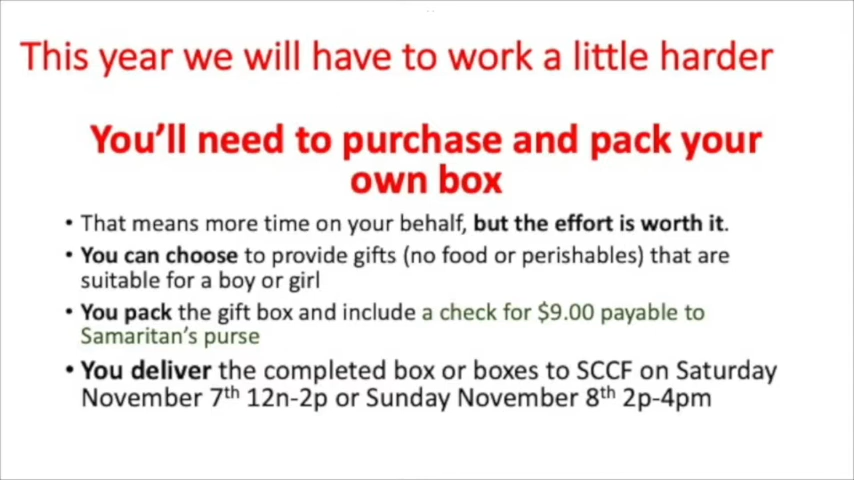 This year we will have to work a little harder
You'll need to purchase and pack your
own box
• That means more time on your behalf, but the effort is worth it.
• You can choose to provide gifts (no food or perishables) that are
suitable for a boy or girl
• You pack the gift box and include a check for $9.00 payable to
Samaritan's purse
• You deliver the completed box or boxes to SCCF on Saturday
November 7th 12n-2p or Sunday November 8th 2p-4pm